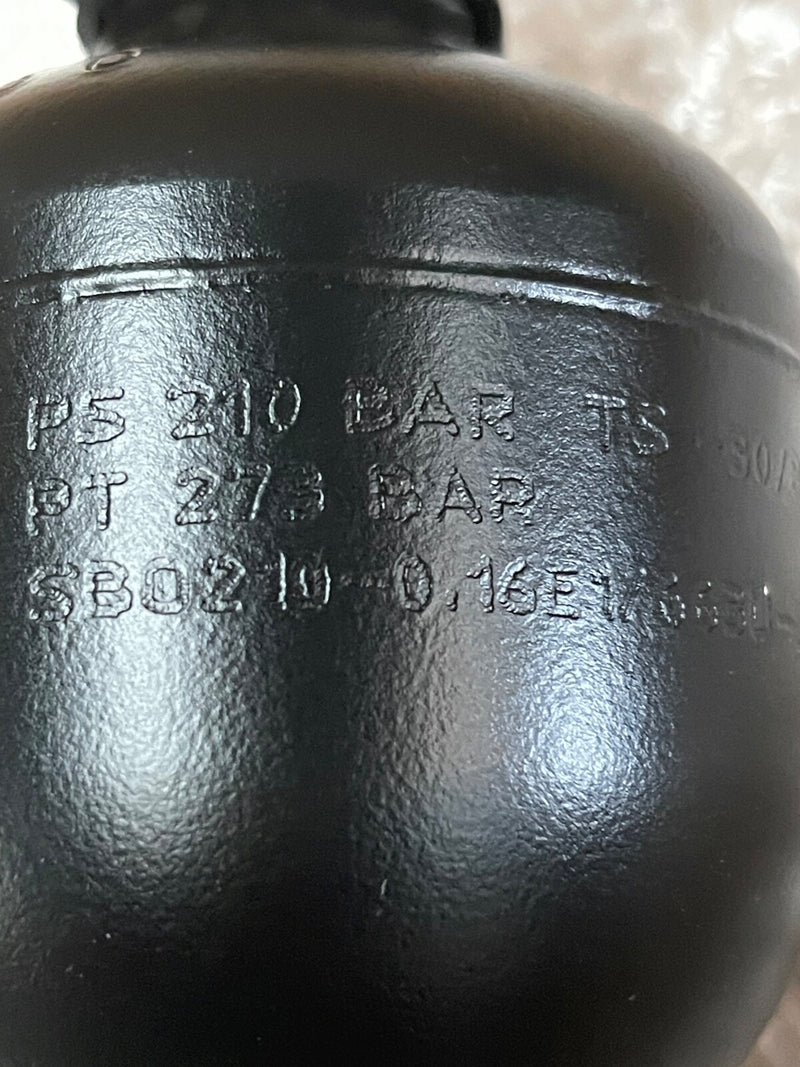 PS 210 BAR TS
PT 273 BAR
SB0210-0.16E1/